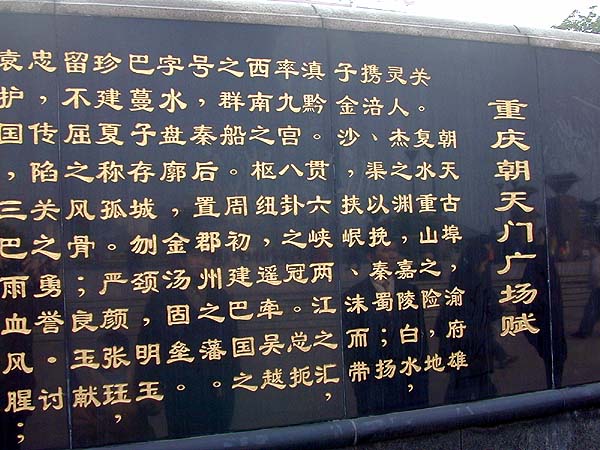 重庆朝天门广场赋
朝天古埠,渝府雄
关。复水重山之险,地
灵人杰之渊,嘉陵白水,
携涪、渠以挽秦蜀;扬
子金沙,挟岷、沫而带
滇黔。贯六峡两江之汇,
率九宫八卦之冠。总扼
西南之枢纽,遥牵吴越
之群船。周初建巴国之
号,秦后置郡州之藩。
字水盘廓,金汤固垒。
巴蔓子存城刎颈,明玉
珍建夏称孤。严颜张珏,
留不屈之风骨;良玉献
忠,传陷关之勇誉。讨
袁护国,三巴雨血风腥;